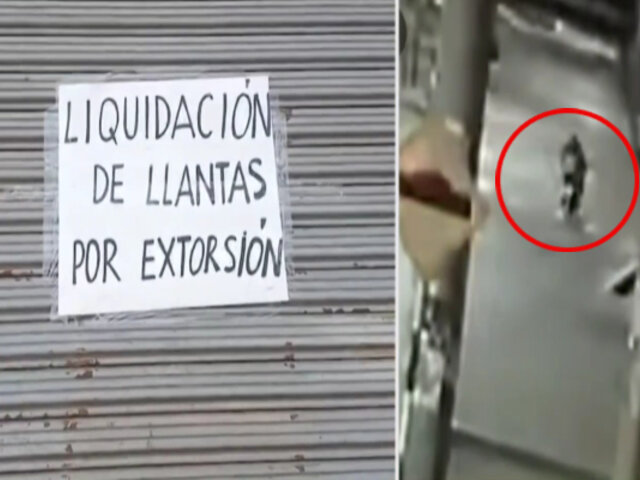 LIQUIDACIÓN
DE LLANTAS
POR EXTORSIÓN